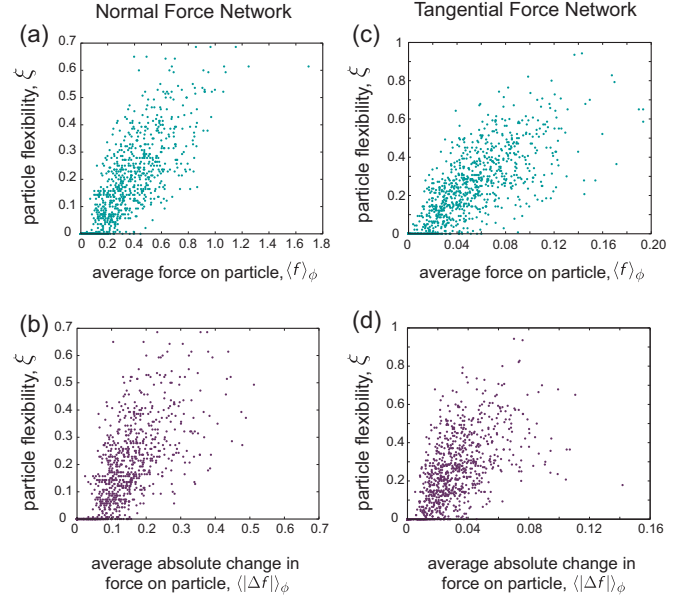 Normal Force Network
Tangential Force Network
(a)
0.7
0.6
0.5
0.4
0.3
0.2
0.1
0
particle flexibility, ξ
0 0.2 0.4 0.6 0.8 1.0 1.2 1.4 1.6 1.8
average force on particle, ⟨f⟩ϕ
(c)
1
0.8
0.6
0.4
0.2
0
particle flexibility, ξ
0 0.04 0.08 0.12 0.16 0.20
average force on particle, ⟨f⟩ϕ
(b)
0.7
0.6
0.5
0.4
0.3
0.2
0.1
0
particle flexibility, ξ
0 0.1 0.2 0.3 0.4 0.5 0.6 0.7
average absolute change in
force on particle, ⟨|Δf|⟩ϕ
(d)
1
0.8
0.6
0.4
0.2
0
particle flexibility, ξ
0 0.04 0.08 0.12 0.16
average absolute change in
force on particle, ⟨|Δf|⟩ϕ